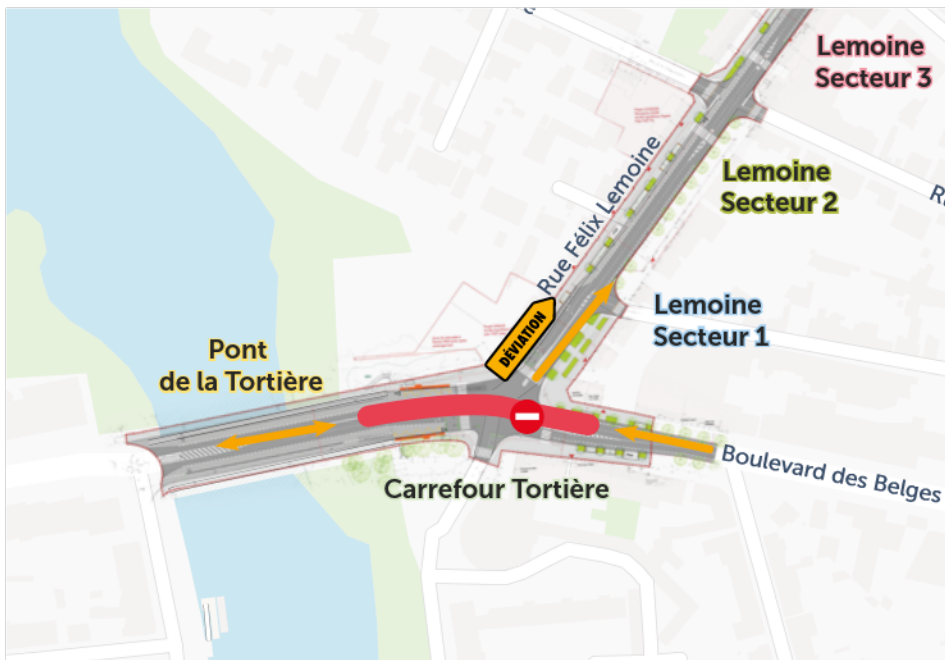 Lemoine
Secteur 3
Lemoine
Secteur 2
Rue Félix Lemoine
Lemoine
Secteur 1
DÉVIATION
Pont
de la Tortière
Boulevard des Belges
Carrefour Tortière